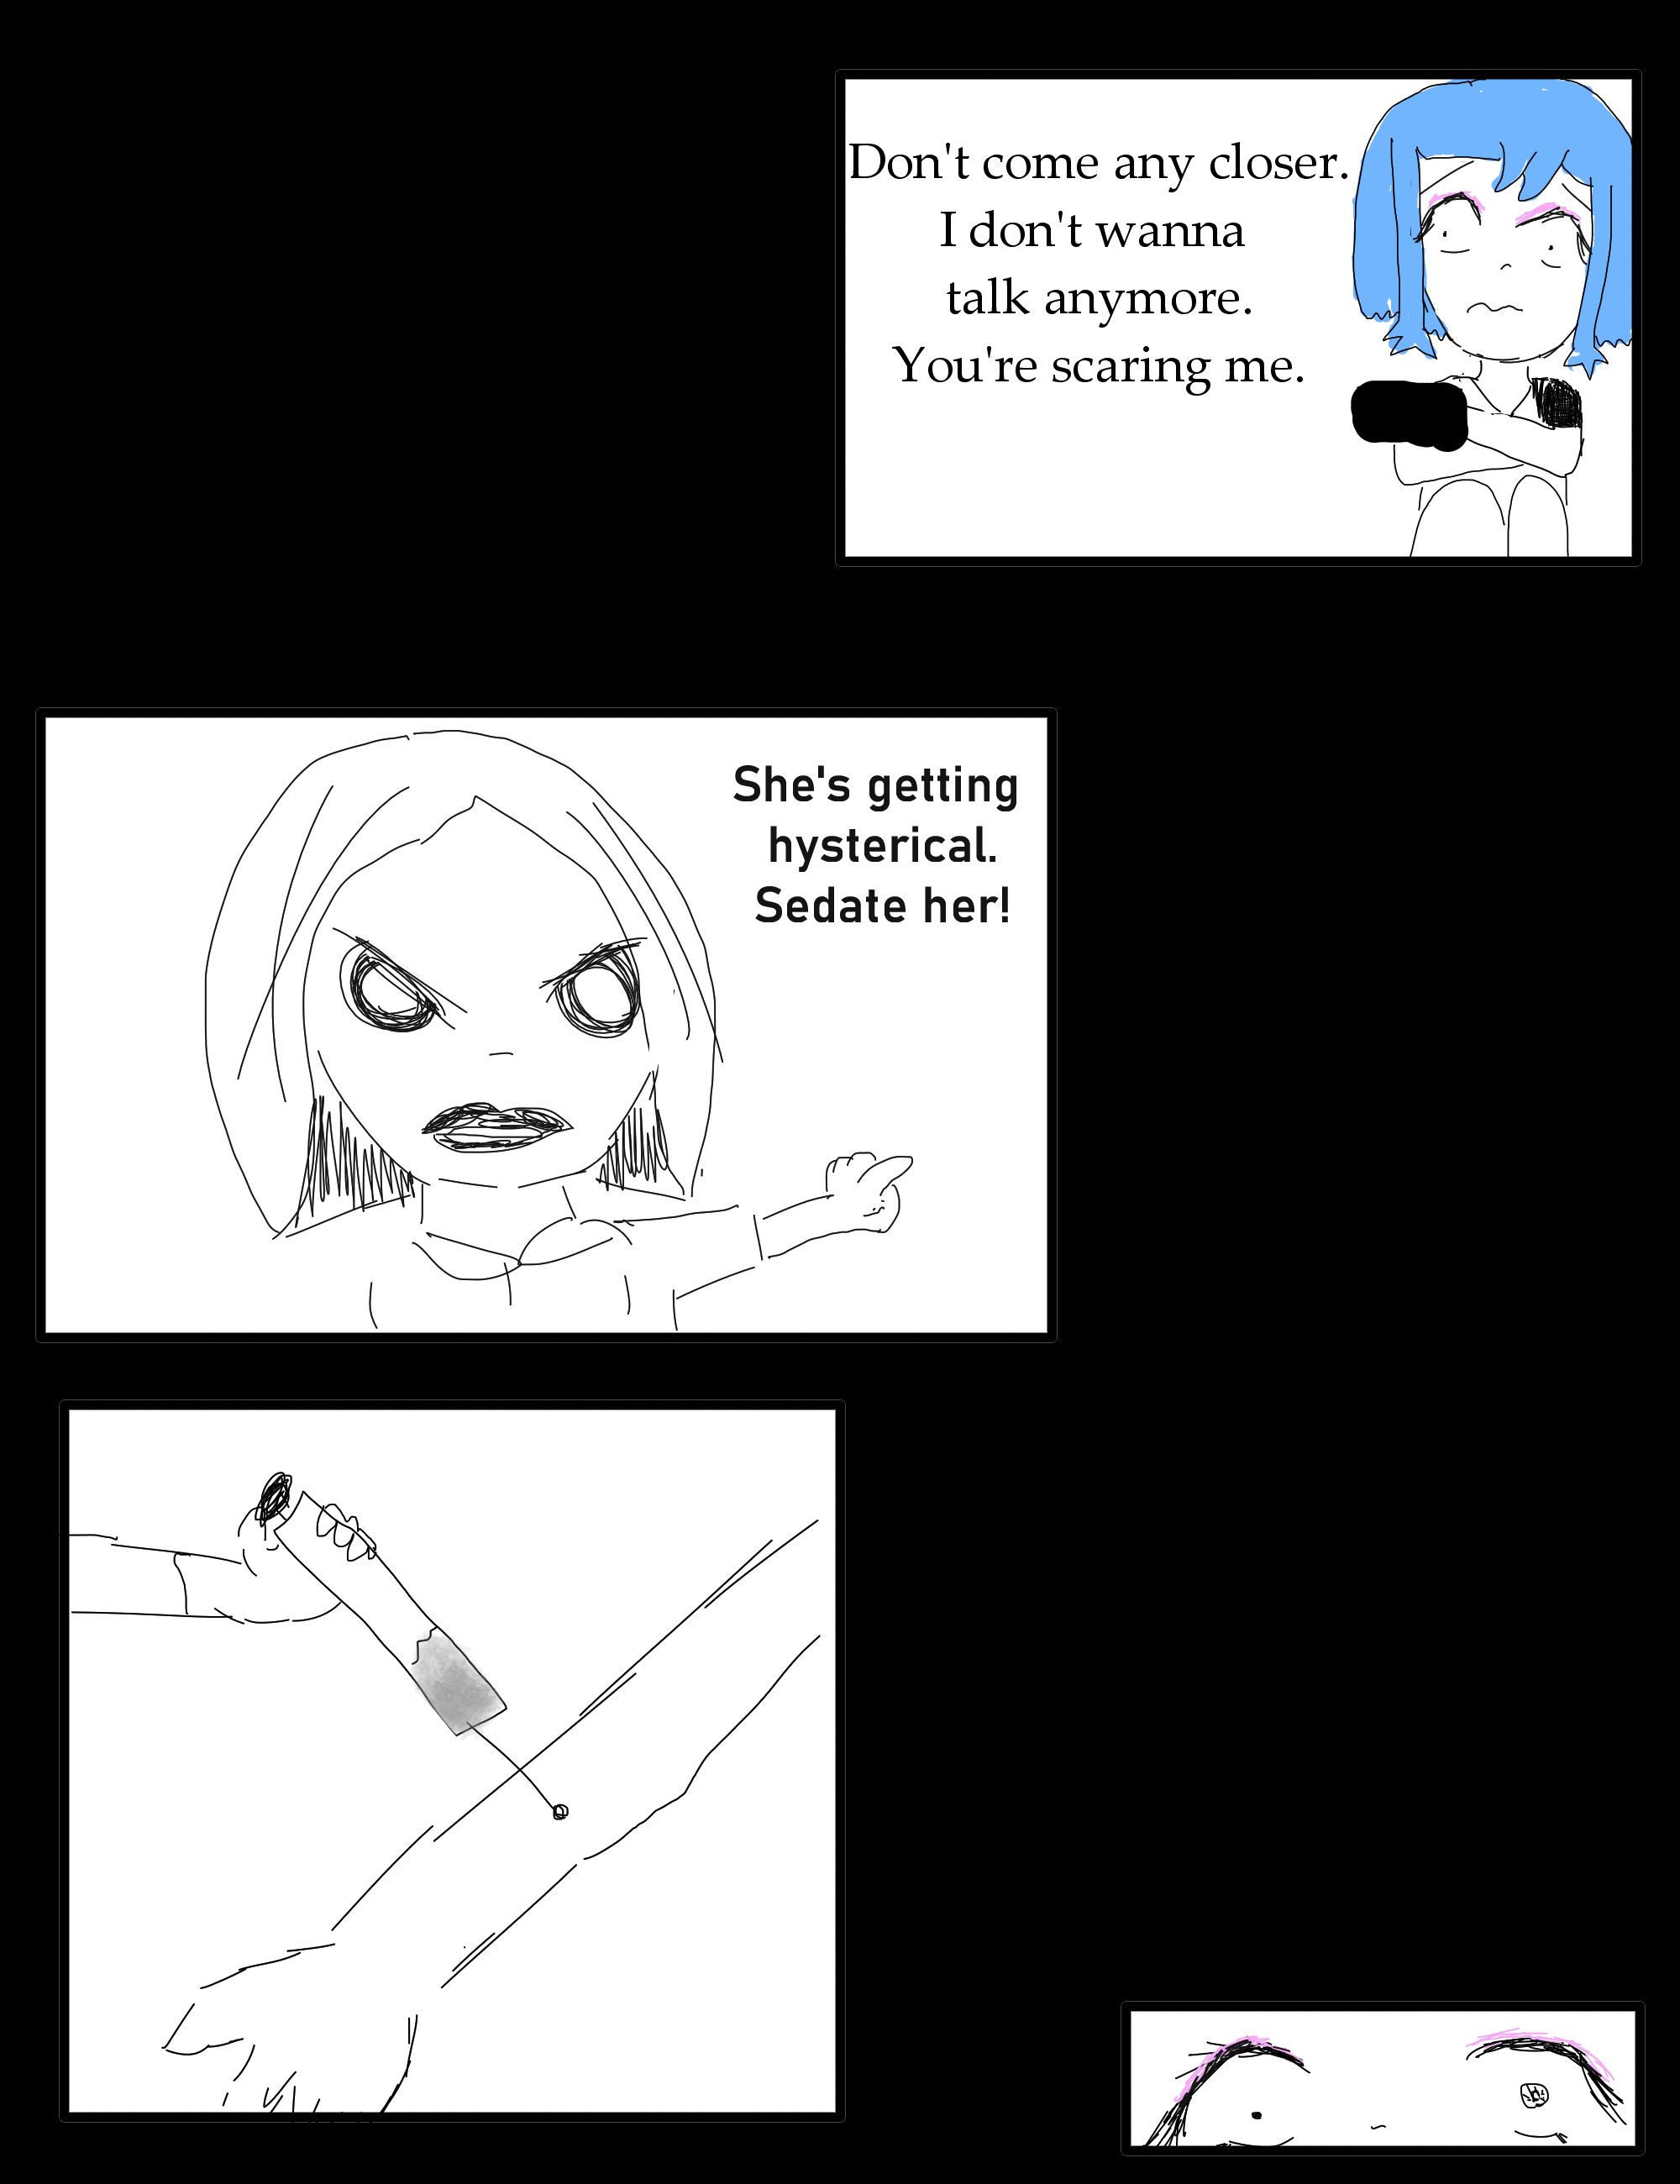 Don't come any closer.
I don't wanna
talk anymore.
You're scaring me.
She's getting
hysterical.
Sedate her!